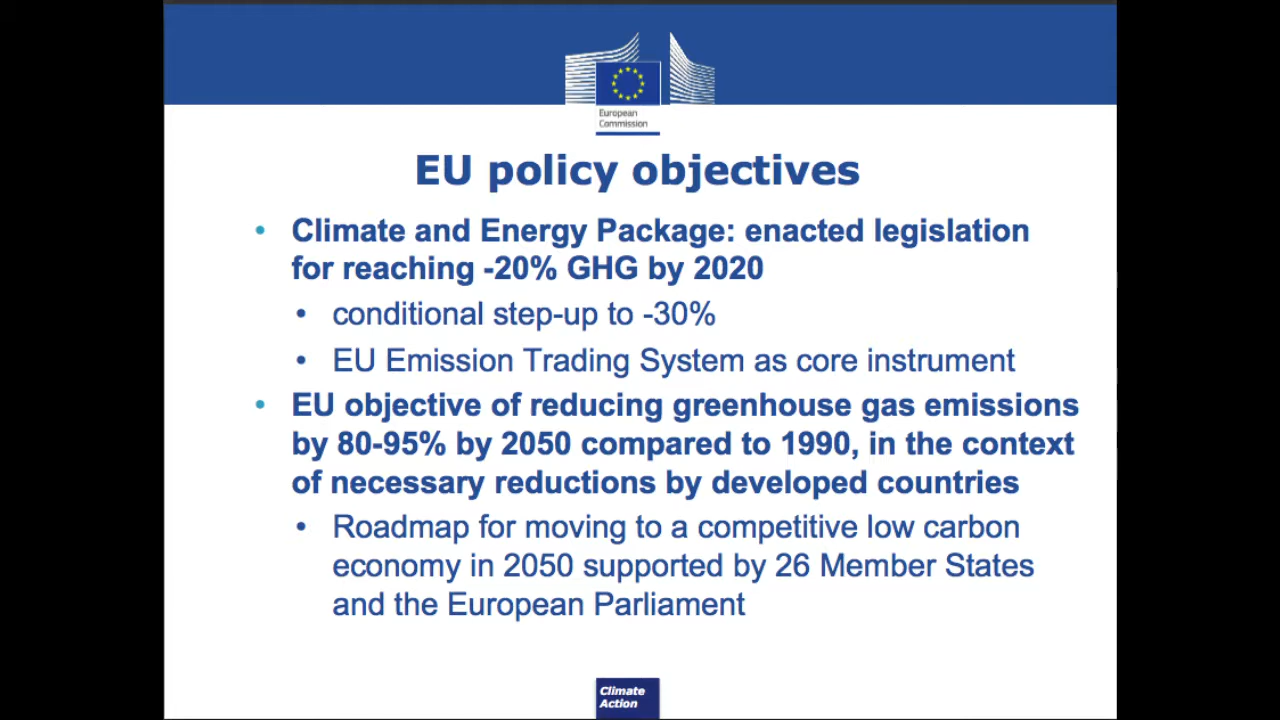 European
Commission
EU policy objectives
• Climate and Energy Package: enacted legislation
for reaching -20% GHG by 2020
• conditional step-up to -30%
• EU Emission Trading System as core instrument
• EU objective of reducing greenhouse gas emissions
by 80-95% by 2050 compared to 1990, in the context
of necessary reductions by developed countries
• Roadmap for moving to a competitive low carbon
economy in 2050 supported by 26 Member States
and the European Parliament
Climate
Action